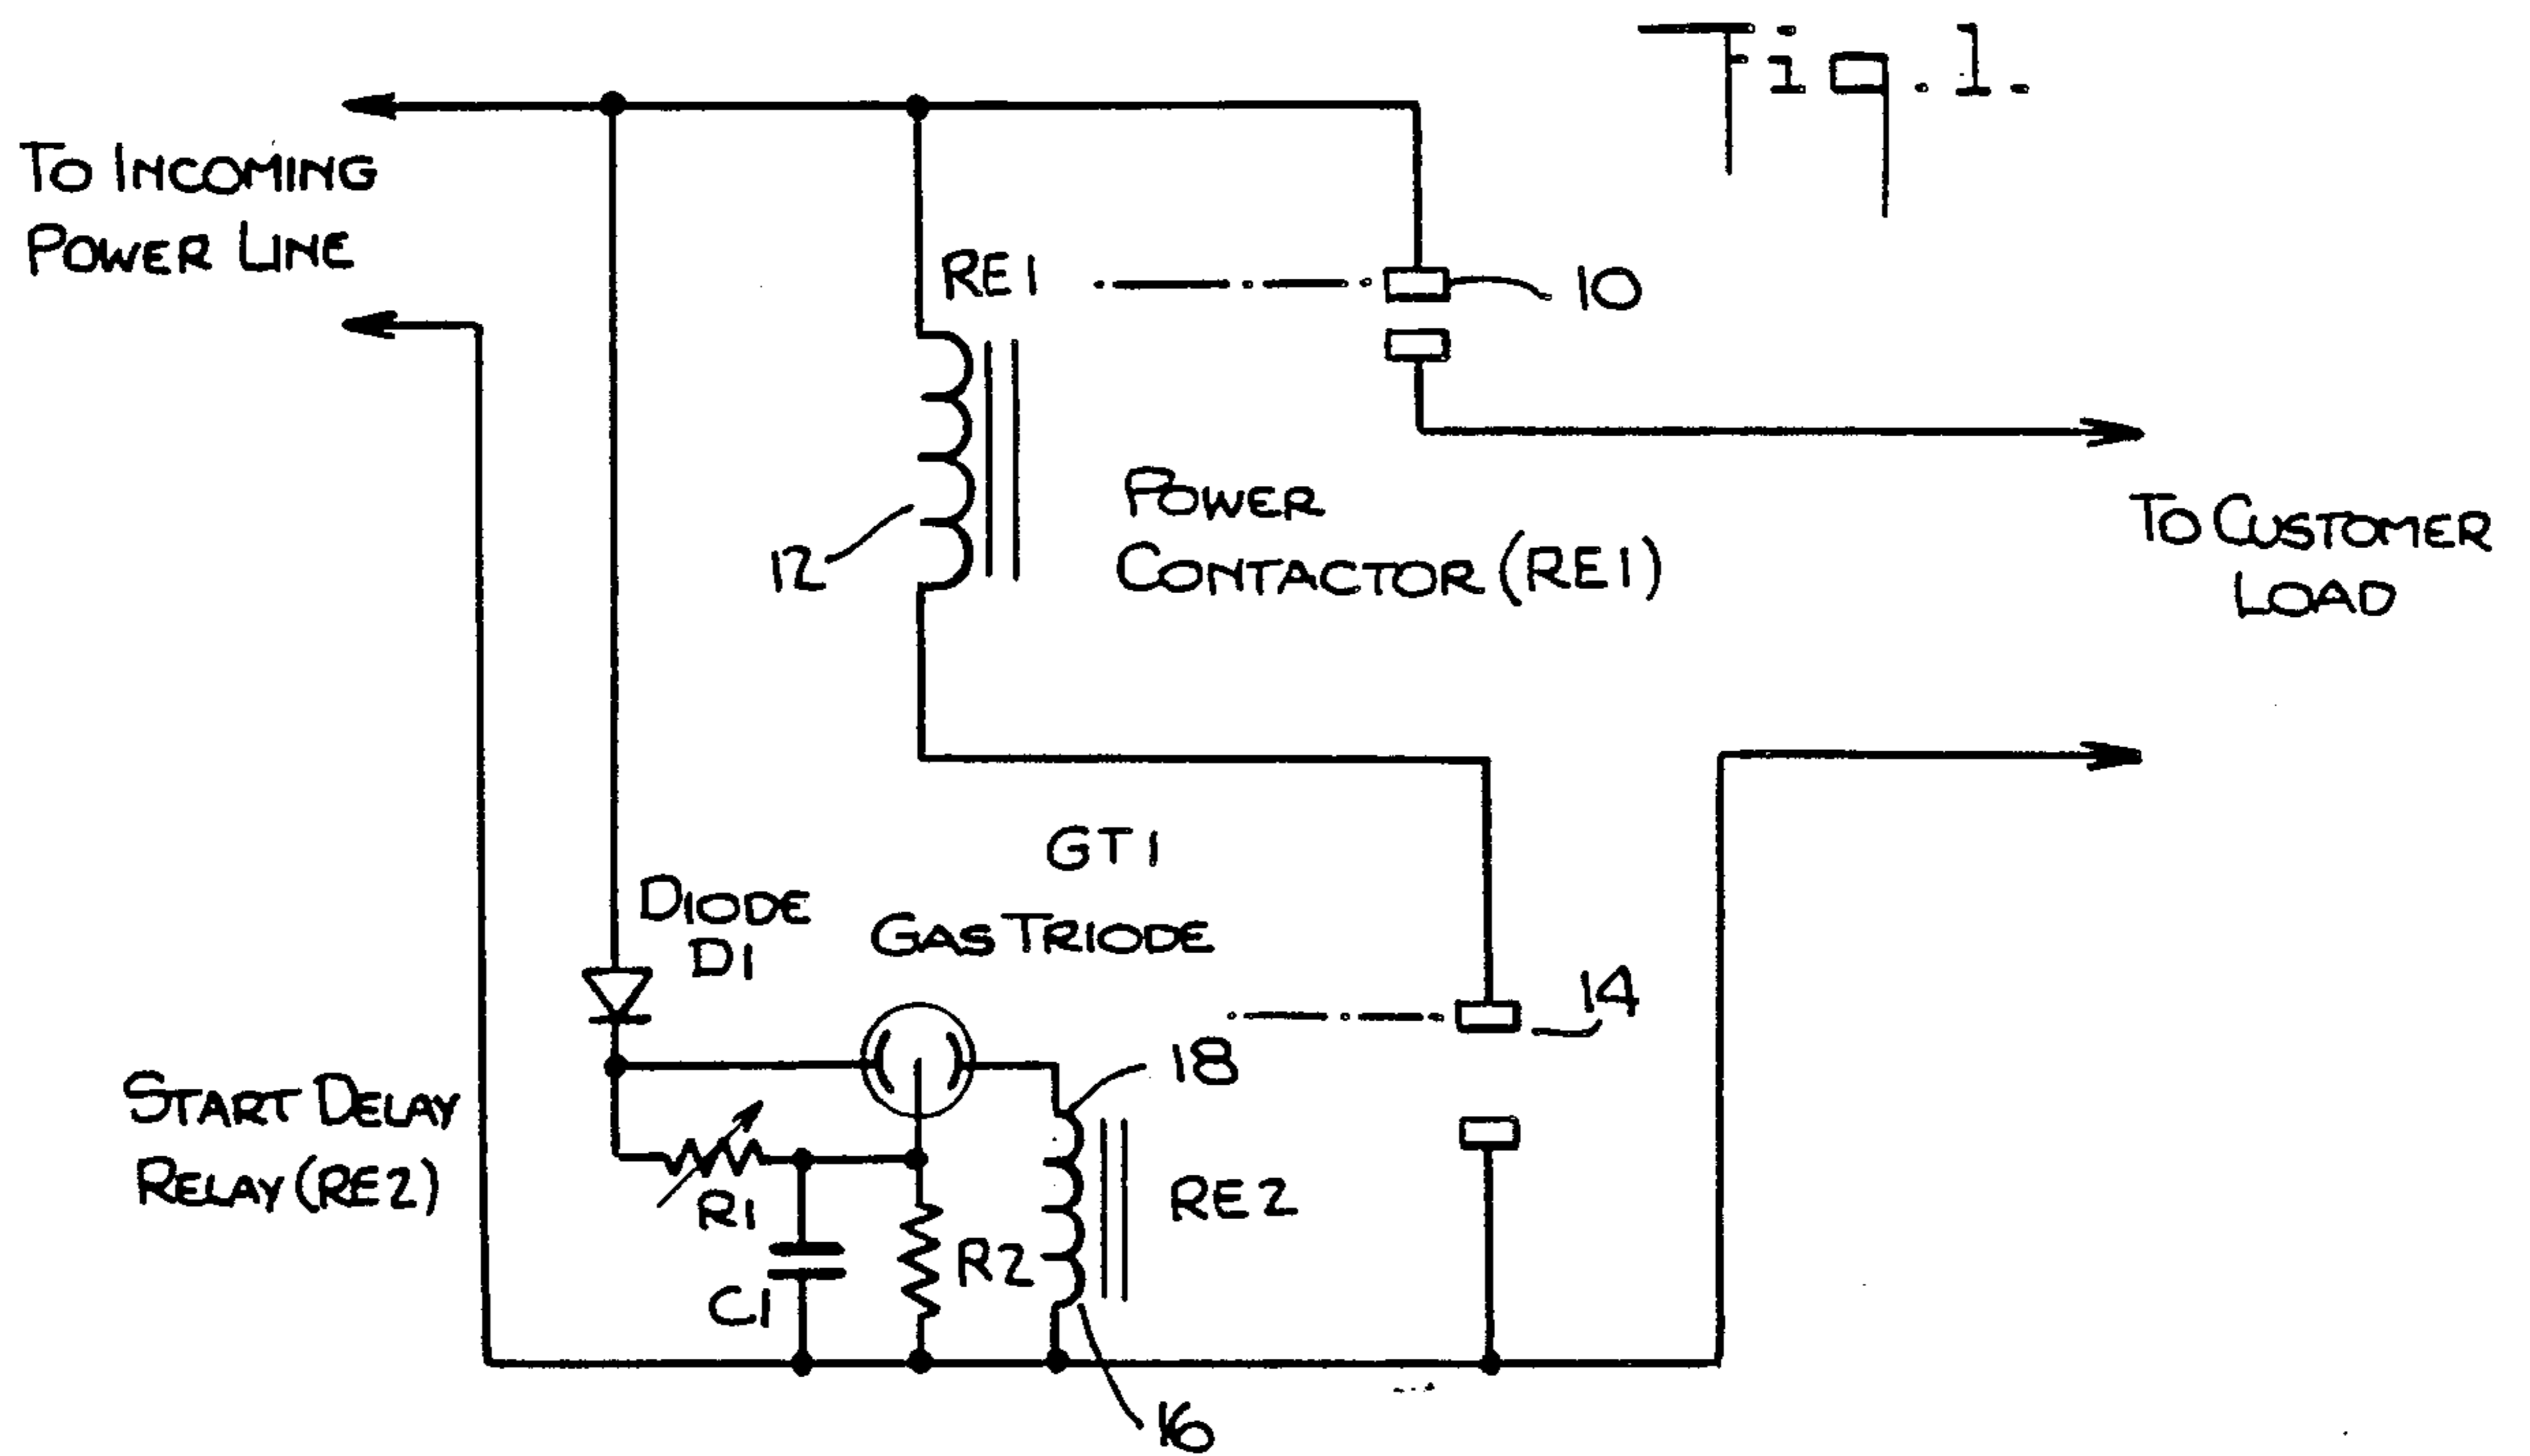 Fig. 1.
To Incoming
Power Line
RE1
10
12
Power
Contactor (RE1)
To Customer
Load
GT1
Diode
D1
Gas Triode
14
18
Start Delay
Relay (RE2)
R1
RE2
R2
C1
16